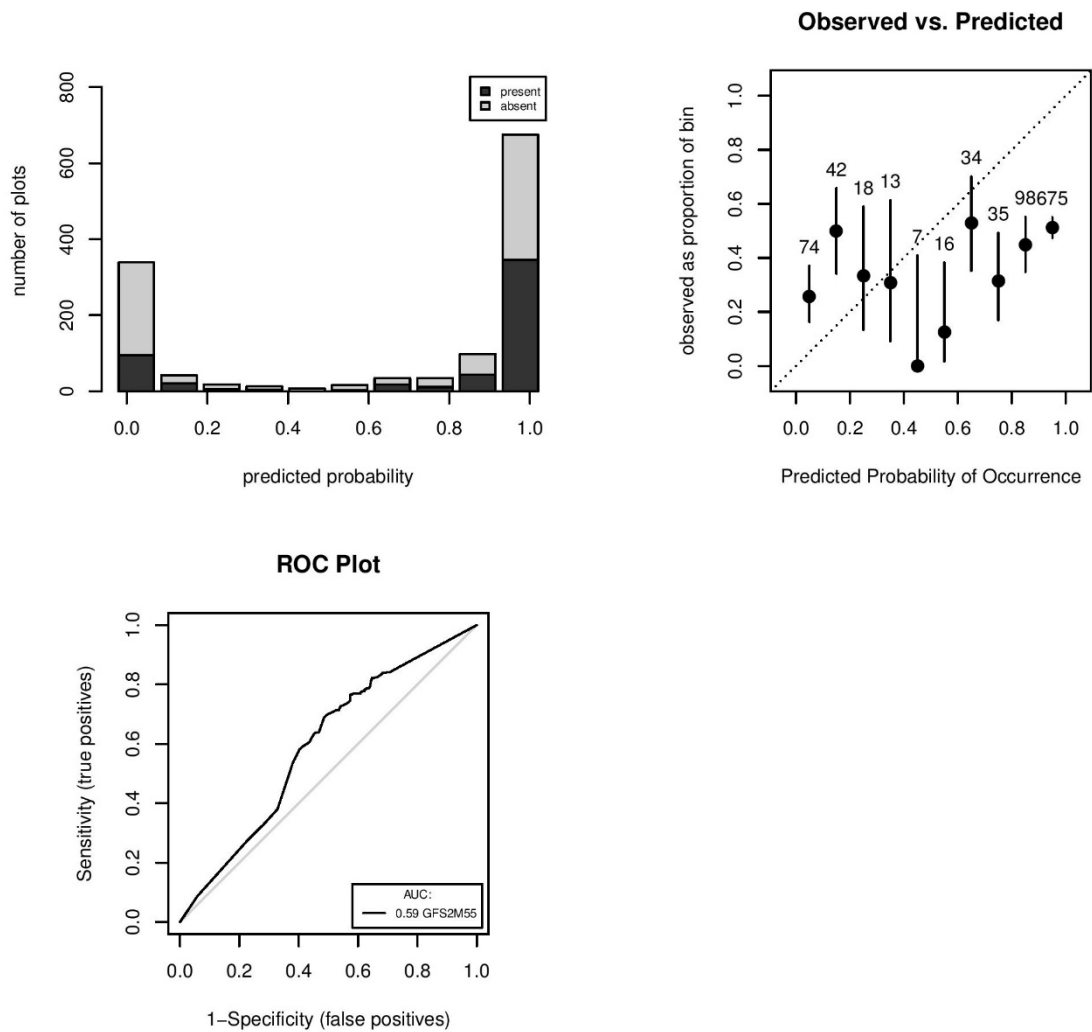 Observed vs. Predicted
number of plots
0 200 400 600 800
present
absent
0.0 0.2 0.4 0.6 0.8 1.0
predicted probability
observed as proportion of bin
0.0 0.2 0.4 0.6 0.8 1.0
74 42 18 13 7 16 34 35 98 675
0.0 0.2 0.4 0.6 0.8 1.0
Predicted Probability of Occurrence
ROC Plot
Sensitivity (true positives)
0.0 0.2 0.4 0.6 0.8 1.0
AUC:
0.59 GFS2M55
0.0 0.2 0.4 0.6 0.8 1.0
1−Specificity (false positives)